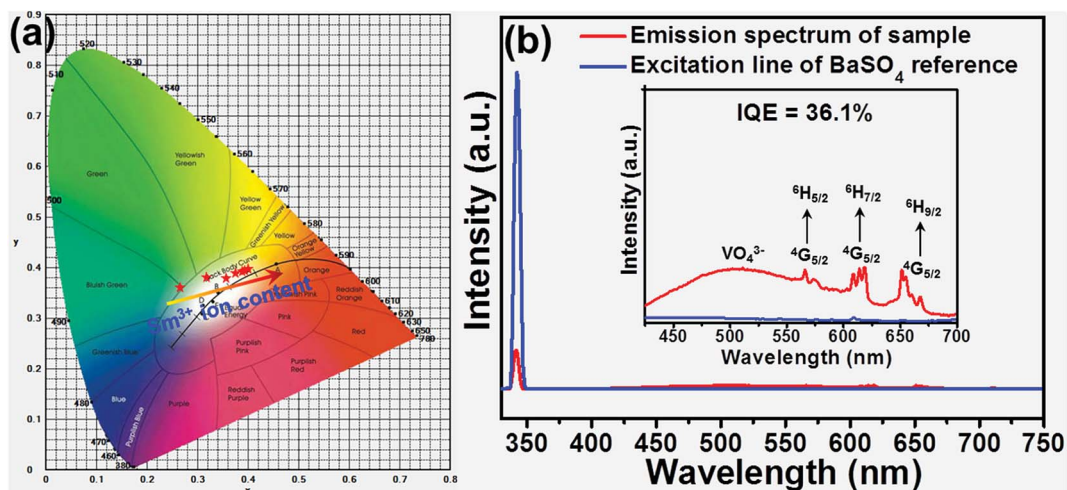 (a)
0.9
0.8
0.7
0.6
0.5
0.4
0.3
0.2
0.1
0
y
0
0.1
0.2
0.3
0.4
0.5
0.6
0.7
0.8
520
530
540
550
560
570
580
590
600
610
620
630
650
780
510
500
490
480
470
460
380
Green
Yellowish
Green
Yellow
Green
Greenish Yellow
Yellow
Orange
Yellow
Orange
Reddish
Orange
Red
Pink
Purplish
Pink
Purplish
Red
Reddish
Purple
Purple
Purplish Blue
Blue
Greenish Blue
Bluish Green
Energy
B
D
Sm3+ ion content
(b)
Emission spectrum of sample
Excitation line of BaSO4 reference
IQE = 36.1%
6H5/2
6H7/2
6H9/2
VO43-
4G5/2
4G5/2
4G5/2
Intensity (a.u.)
450
500
550
600
650
700
Wavelength (nm)
Intensity (a.u.)
350
400
450
500
550
600
650
700
750
Wavelength (nm)